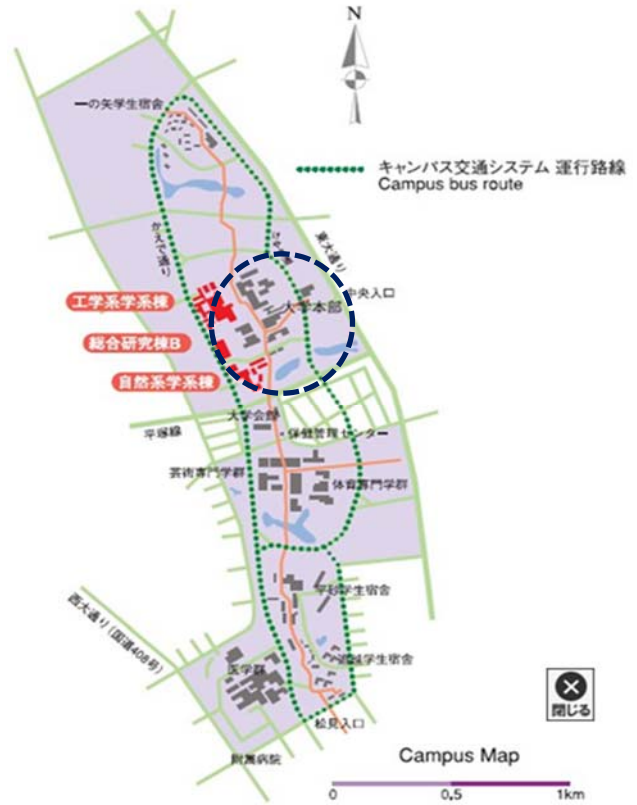 N
一の矢学生宿舎
キャンパス交通システム 運行路線
Campus bus route
かえで通り
東大通り
中央入口
大学本部
工学系学系棟
総合研究棟B
自然系学系棟
大学会館
平塚線
保健管理センター
芸術専門学群
体育専門学群
平砂学生宿舎
西大通り(国道408号)
追越学生宿舎
医学群
閉じる
松見入口
附属病院
Campus Map
0 0.5 1km